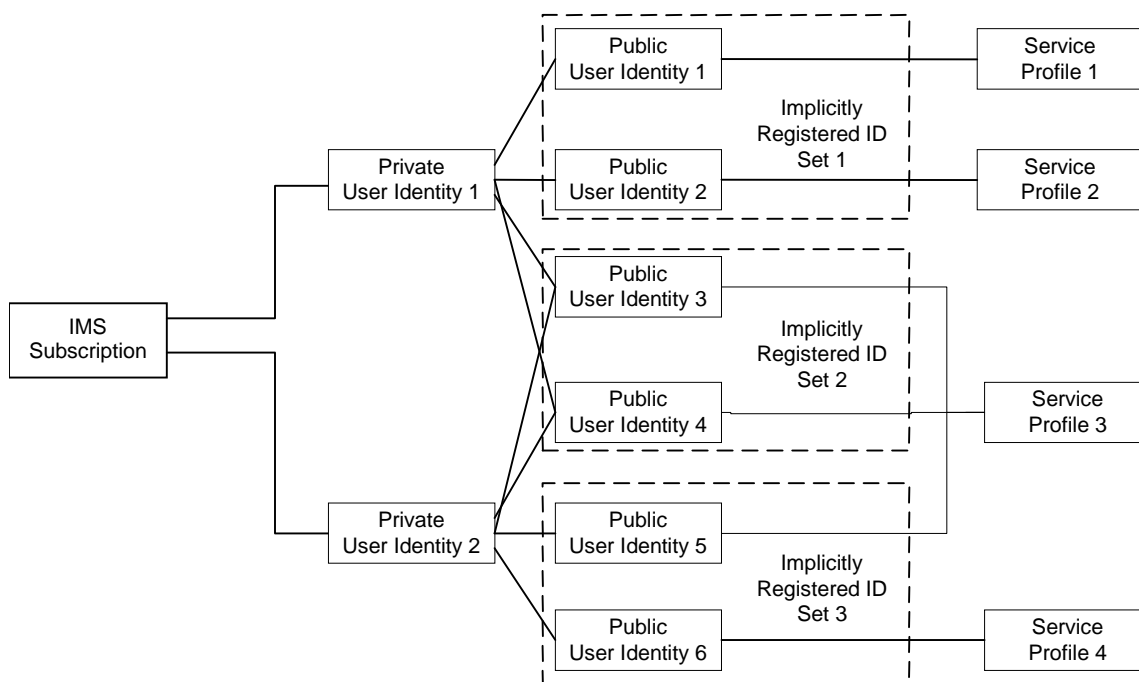 IMS
Subscription
Private
User Identity 1
Private
User Identity 2
Public
User Identity 1
Public
User Identity 2
Implicitly
Registered ID
Set 1
Public
User Identity 3
Public
User Identity 4
Implicitly
Registered ID
Set 2
Public
User Identity 5
Public
User Identity 6
Implicitly
Registered ID
Set 3
Service
Profile 1
Service
Profile 2
Service
Profile 3
Service
Profile 4